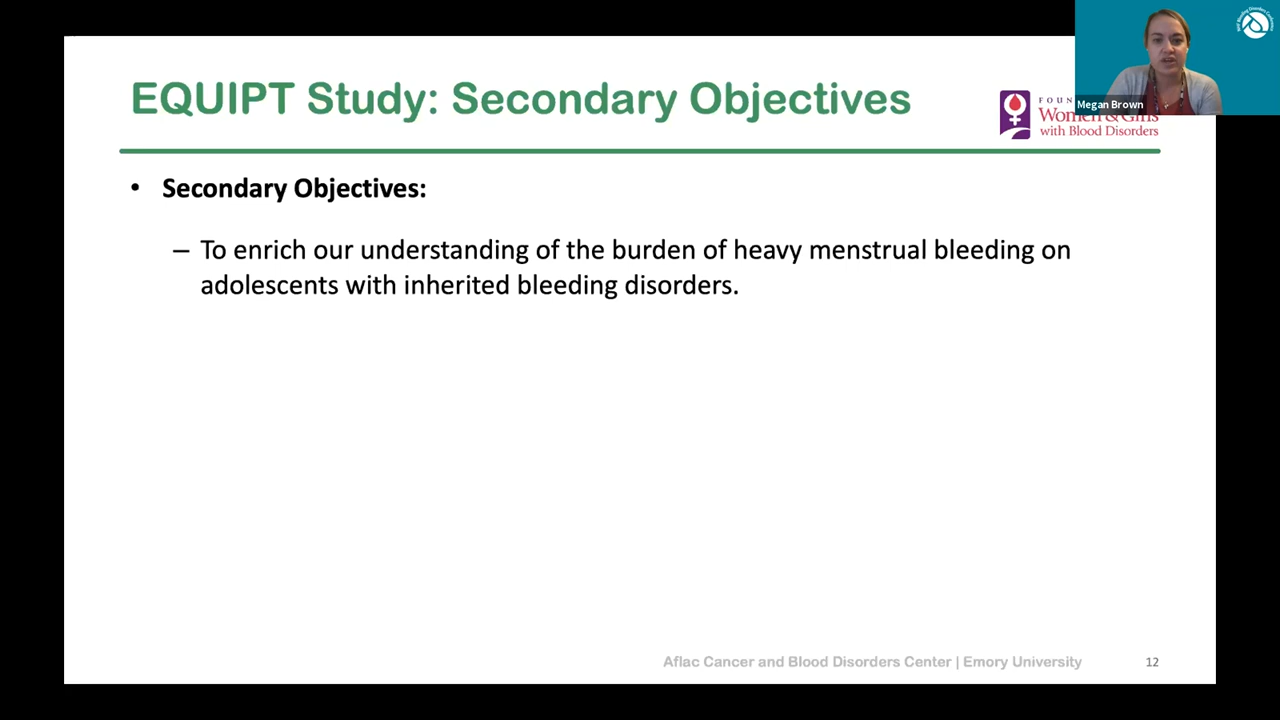 EQUIPT Study: Secondary Objectives
Megan Brown
FOUN
Women & Girls
with Blood Disorders
• Secondary Objectives:
– To enrich our understanding of the burden of heavy menstrual bleeding on
adolescents with inherited bleeding disorders.
Aflac Cancer and Blood Disorders Center | Emory University
12